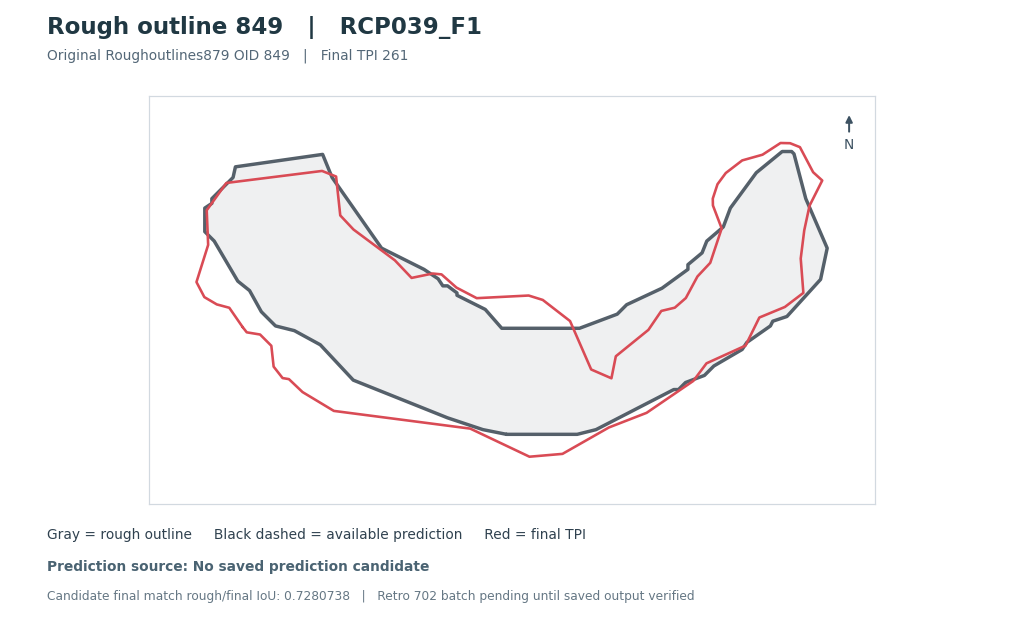 Rough outline 849   |   RCP039_F1
Original Roughoutlines879 OID 849   |   Final TPI 261
N
Gray = rough outline     Black dashed = available prediction     Red = final TPI
Prediction source: No saved prediction candidate
Candidate final match rough/final IoU: 0.7280738   |   Retro 702 batch pending until saved output verified